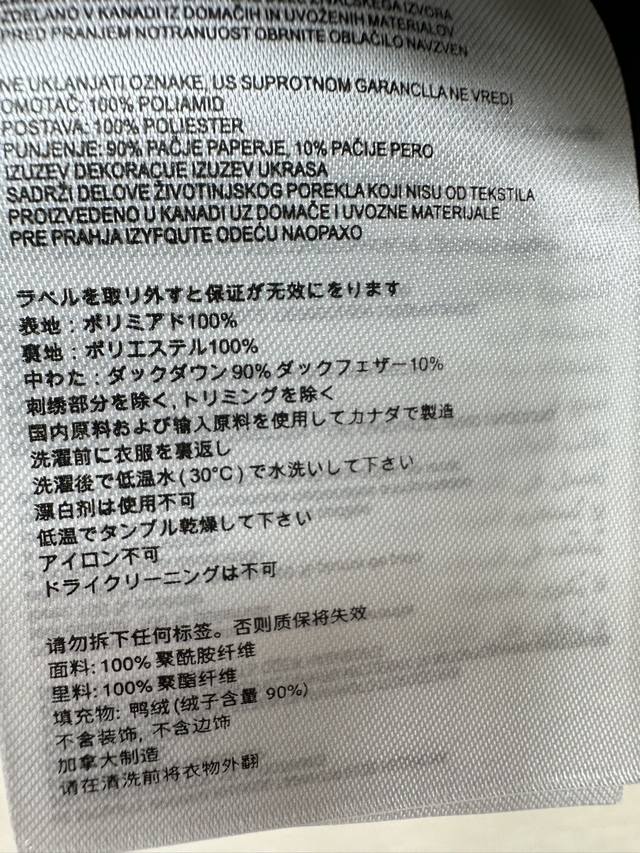 ZDELANO V KANADI IZ DOMAČIH IN UVOŽENIH MATERIALOV
PRED PRANJEM NOTRANUOST OBRNITE OBLAČILO NAVZVEN
NE UKLANJATI OZNAKE, US SUPROTNOM GARANCLLA NE VREDI
OMOTAČ: 100% POLIAMID
POSTAVA: 100% POLIESTER
PUNJENJE: 90% PAČJE PAPERJE, 10% PAČIJE PERO
IZUZEV DEKORACUE IZUZEV UKRASA
SADRŽI DELOVE ŽIVOTINJSKOG POREKLA KOJI NISU OD TEKSTILA
PROIZVEDENO U KANADI UZ DOMAČE I UVOZNE MATERIJALE
PRE PRAHJA IZYFQUTE ODEĆU NAOPAXO
ラベルを取リ外すと保证が无效にをります
表地：ポリミアド100%
裏地：ポリエステル100%
中わた：ダックダウン90%ダックフェザー10%
刺绣部分を除く,トリミングを除く
国内原料および输入原料を使用してカナダで製造
洗濯前に衣服を裏返し
洗濯後で低温水(30°C)で水洗いして下さい
漂白剂は使用不可
低温でタンブル乾燥して下さい
アイロン不可
ドライクリーニングは不可
请勿拆下任何标签。否则质保将失效
面料: 100% 聚酰胺纤维
里料: 100% 聚酯纤维
填充物: 鸭绒(绒子含量 90%)
不含装饰, 不含边饰
加拿大制造
请在清洗前将衣物外翻